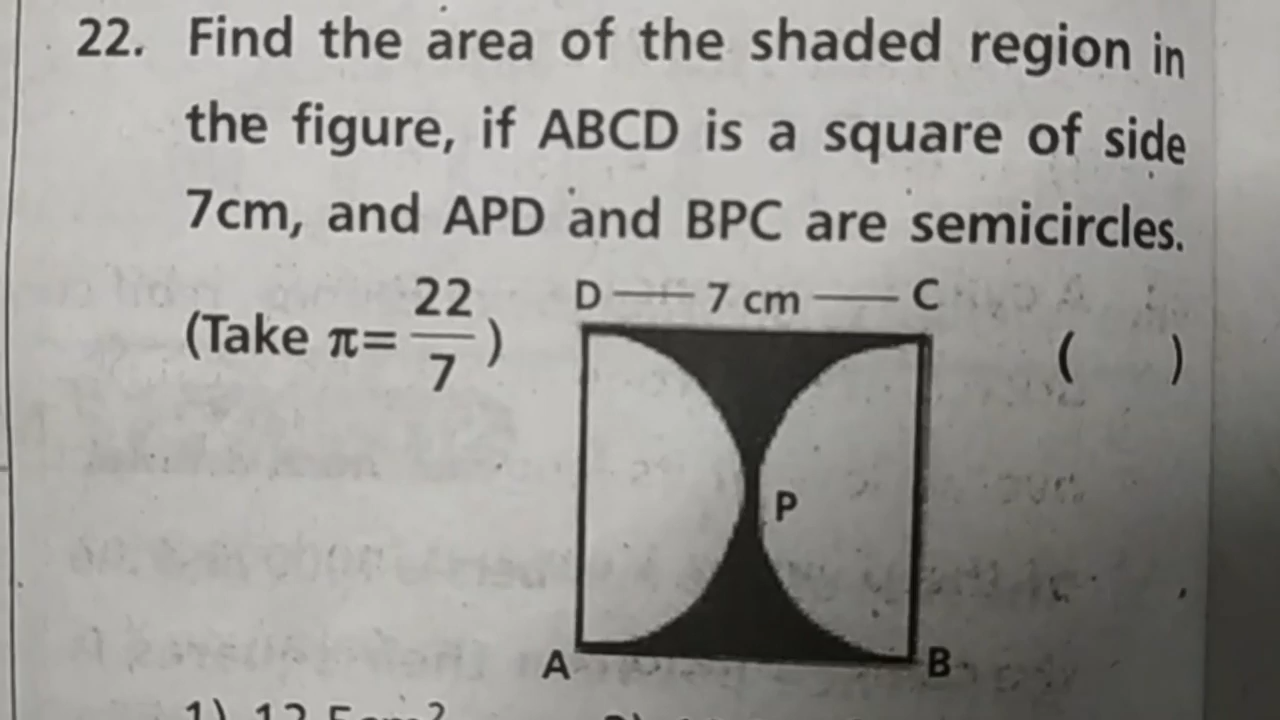 22. Find the area of the shaded region in
the figure, if ABCD is a square of side
7cm, and APD and BPC are semicircles.
(Take π= 22/7)
D — 7 cm — C
( )
P
A
B